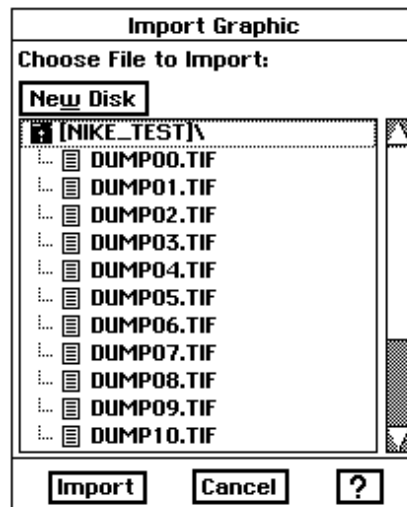 Import Graphic
Choose File to Import:
New Disk
[NIKE_TEST]\
DUMP00.TIF
DUMP01.TIF
DUMP02.TIF
DUMP03.TIF
DUMP04.TIF
DUMP05.TIF
DUMP06.TIF
DUMP07.TIF
DUMP08.TIF
DUMP09.TIF
DUMP10.TIF
Import Cancel ?